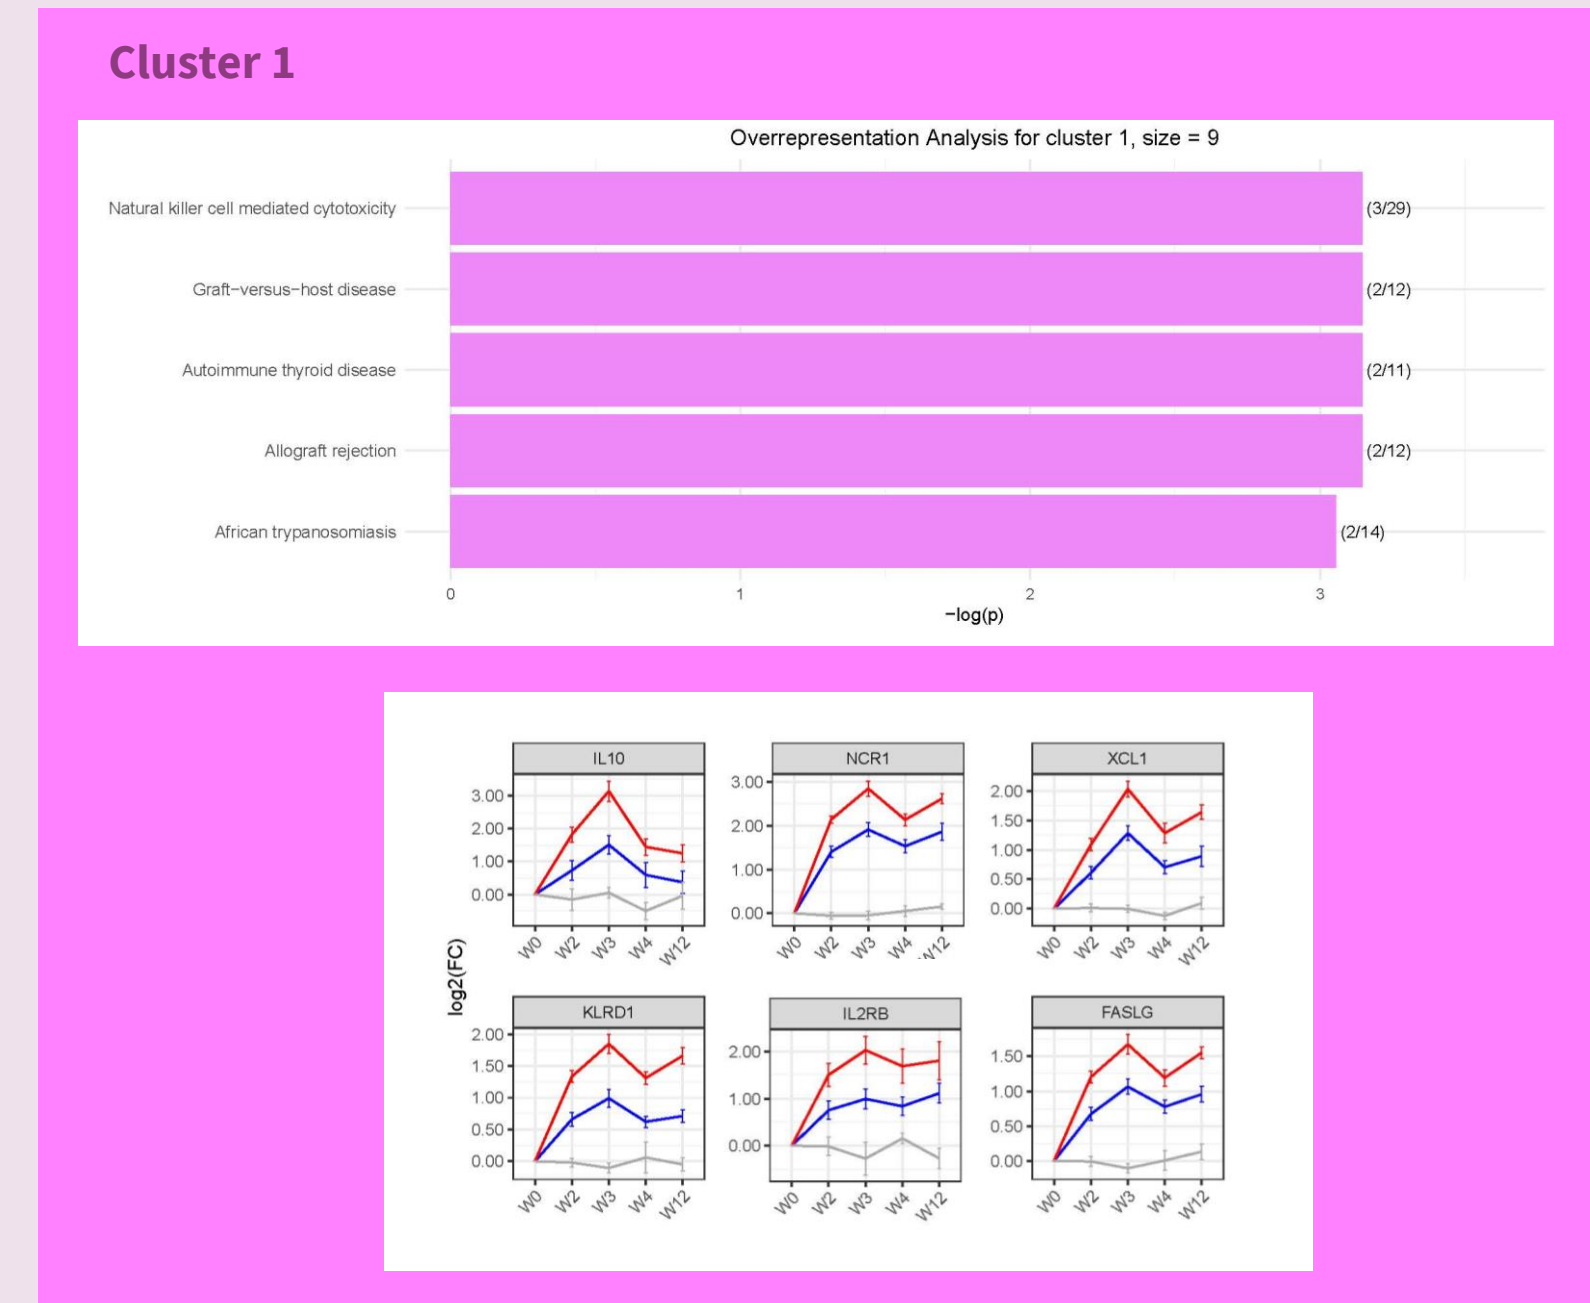 Cluster 1
Overrepresentation Analysis for cluster 1, size = 9
Natural killer cell mediated cytotoxicity (3/29)
Graft−versus−host disease (2/12)
Autoimmune thyroid disease (2/11)
Allograft rejection (2/12)
African trypanosomiasis (2/14)
0 1 2 3
−log(p)
log2(FC)
IL10
3.00
2.00
1.00
0.00
W0 W2 W3 W4 W12
NCR1
3.00
2.00
1.00
0.00
W0 W2 W3 W4 W12
XCL1
2.00
1.50
1.00
0.50
0.00
W0 W2 W3 W4 W12
KLRD1
2.00
1.50
1.00
0.50
0.00
W0 W2 W3 W4 W12
IL2RB
2.00
1.00
0.00
W0 W2 W3 W4 W12
FASLG
1.50
1.00
0.50
0.00
W0 W2 W3 W4 W12